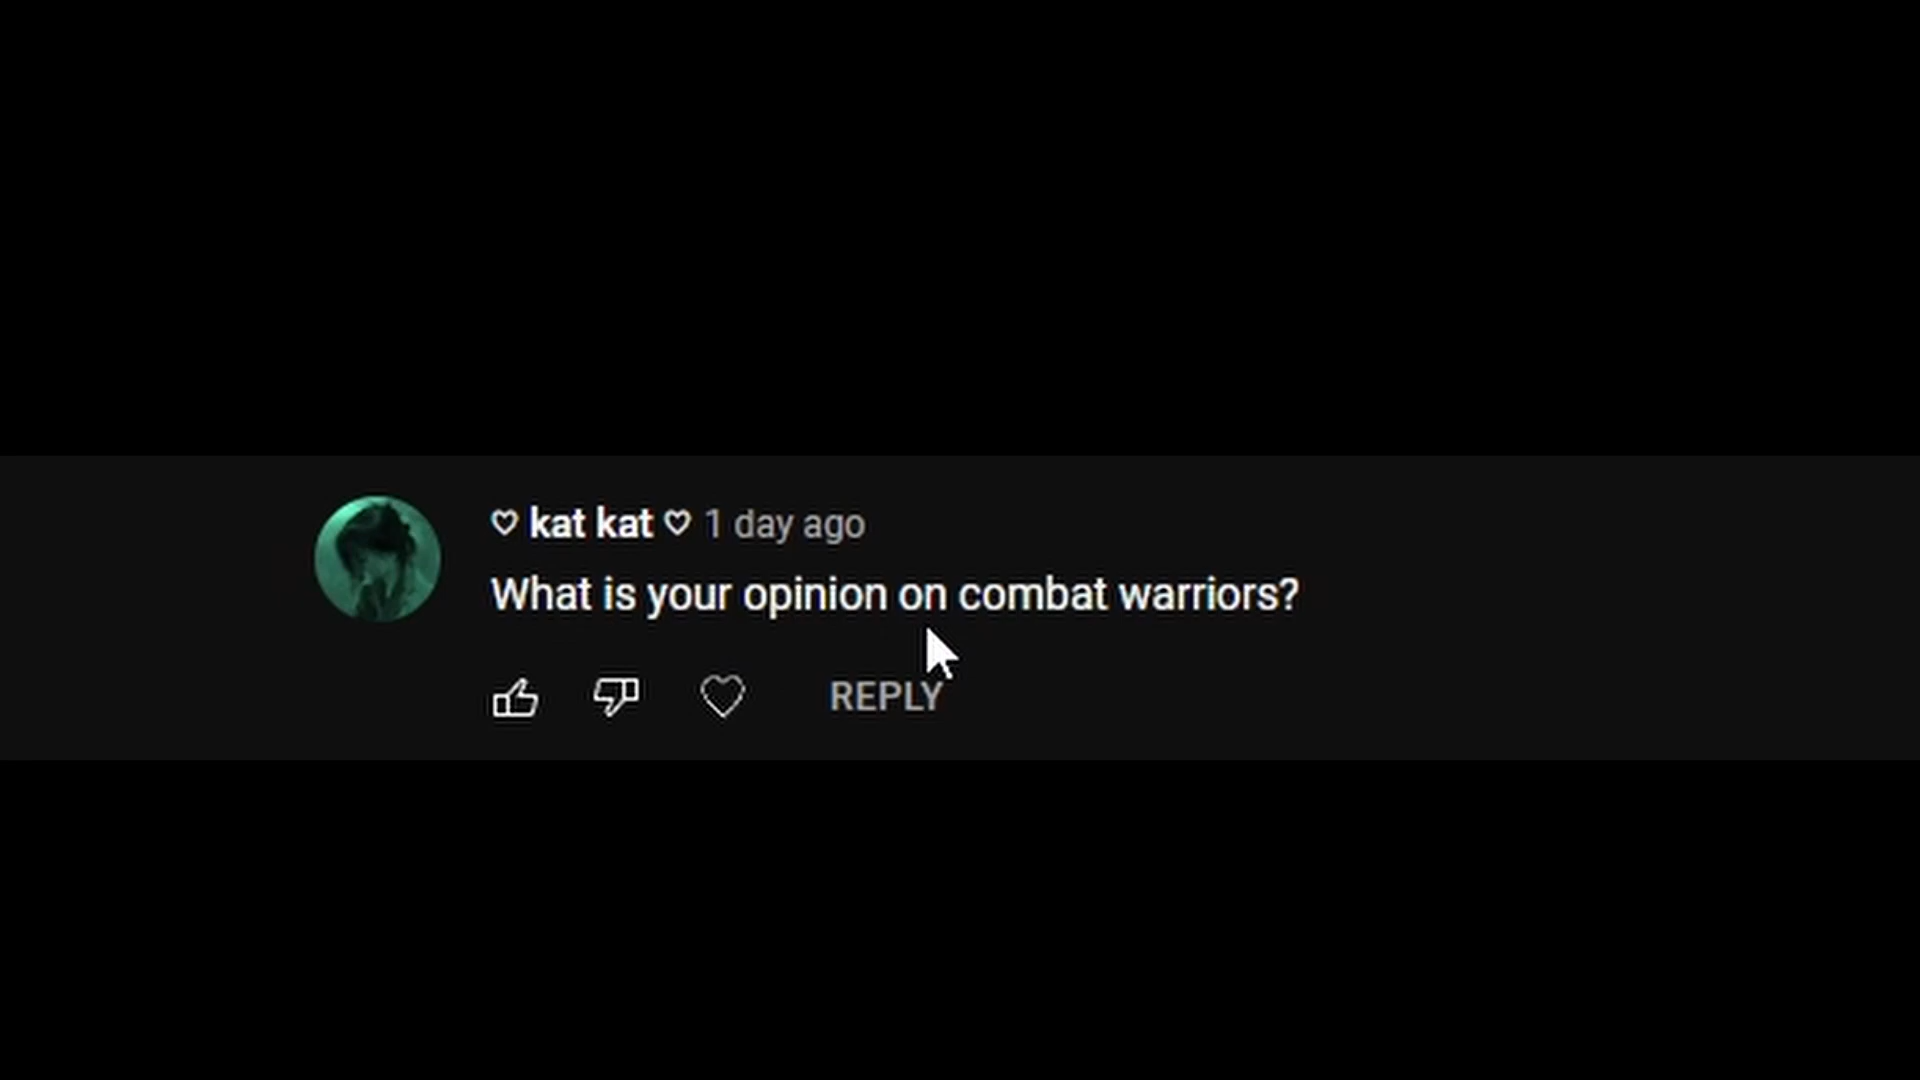 ♡ kat kat ♡ 1 day ago
What is your opinion on combat warriors?
REPLY